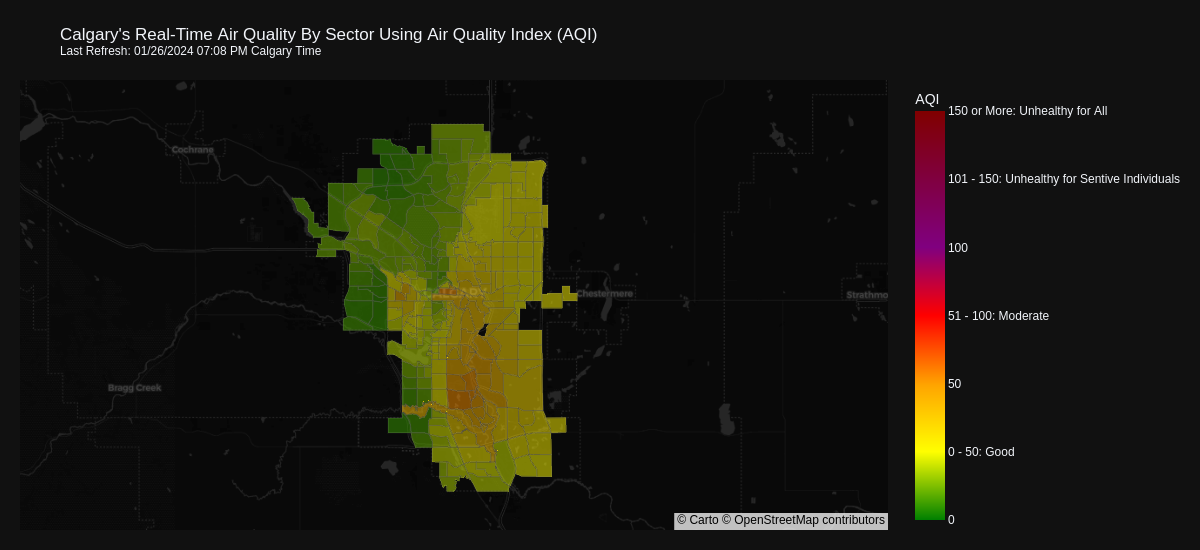 Calgary's Real-Time Air Quality By Sector Using Air Quality Index (AQI)
Last Refresh: 01/26/2024 07:08 PM Calgary Time
AQI
150 or More: Unhealthy for All
Cochrane
101 - 150: Unhealthy for Sentive Individuals
100
Chestermere
Strathmo
51 - 100: Moderate
50
Bragg Creek
0 - 50: Good
0
© Carto © OpenStreetMap contributors